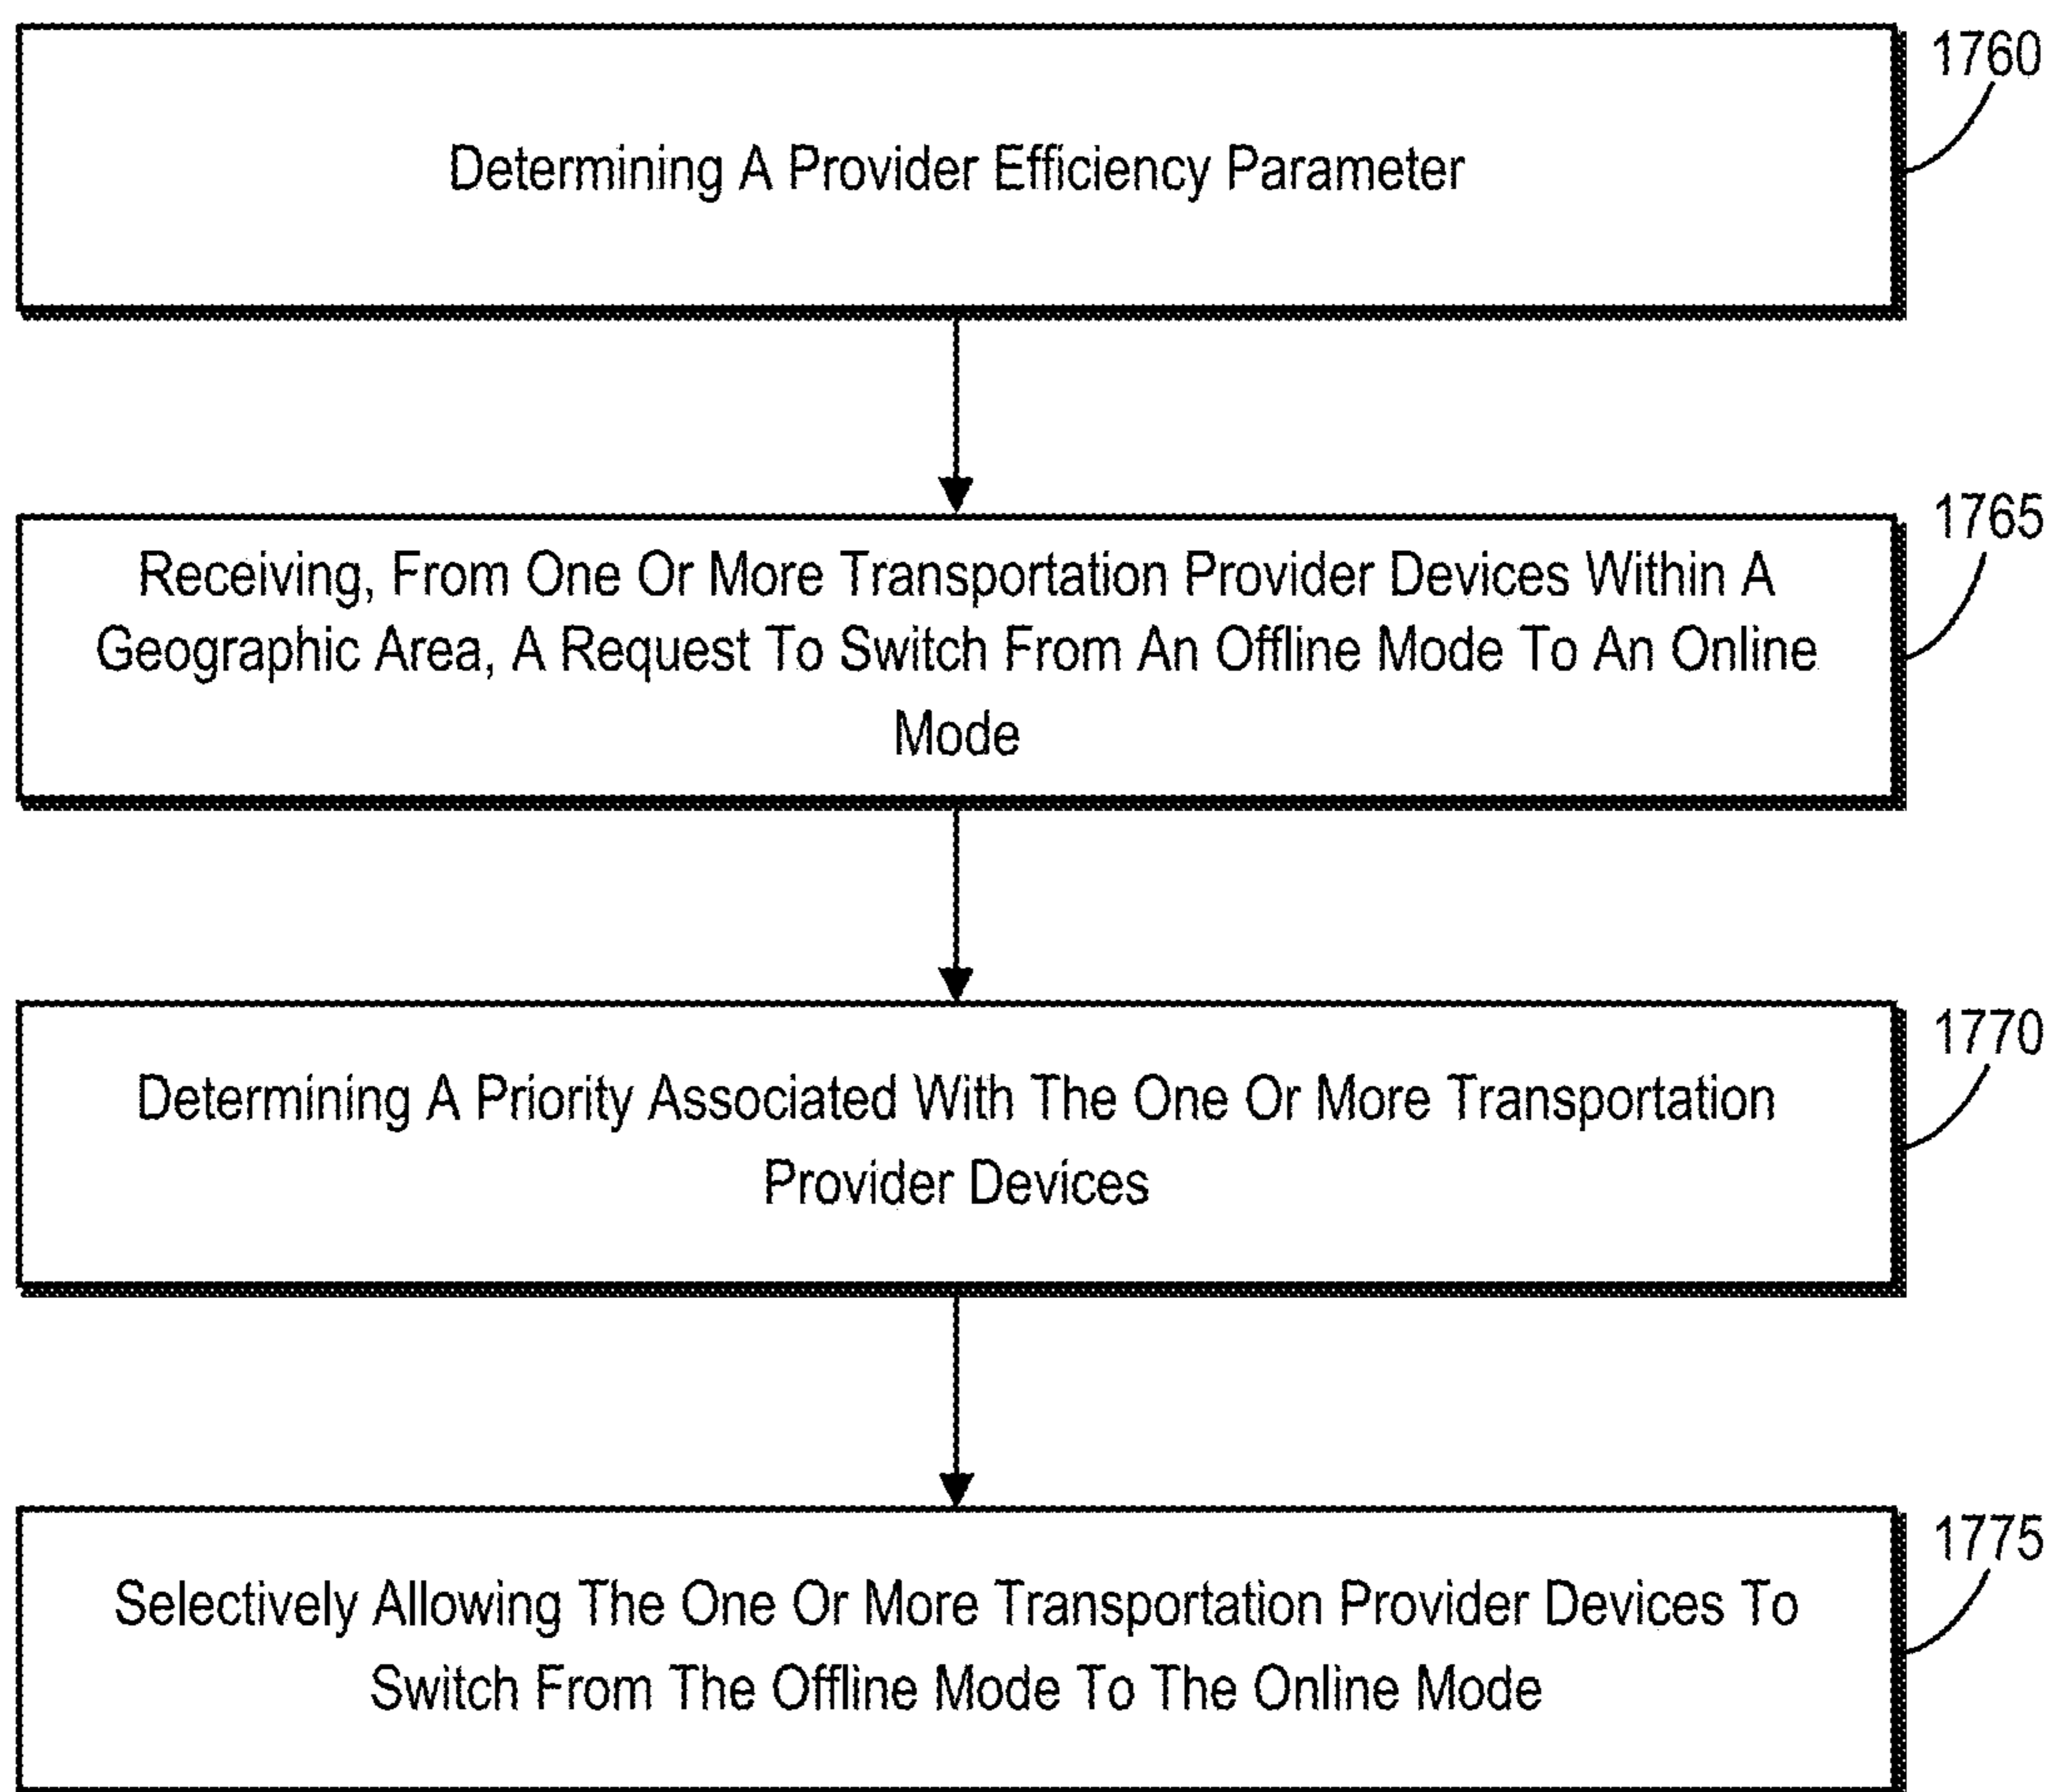 1760
Determining A Provider Efficiency Parameter
1765
Receiving, From One Or More Transportation Provider Devices Within A
Geographic Area, A Request To Switch From An Offline Mode To An Online
Mode
1770
Determining A Priority Associated With The One Or More Transportation
Provider Devices
1775
Selectively Allowing The One Or More Transportation Provider Devices To
Switch From The Offline Mode To The Online Mode